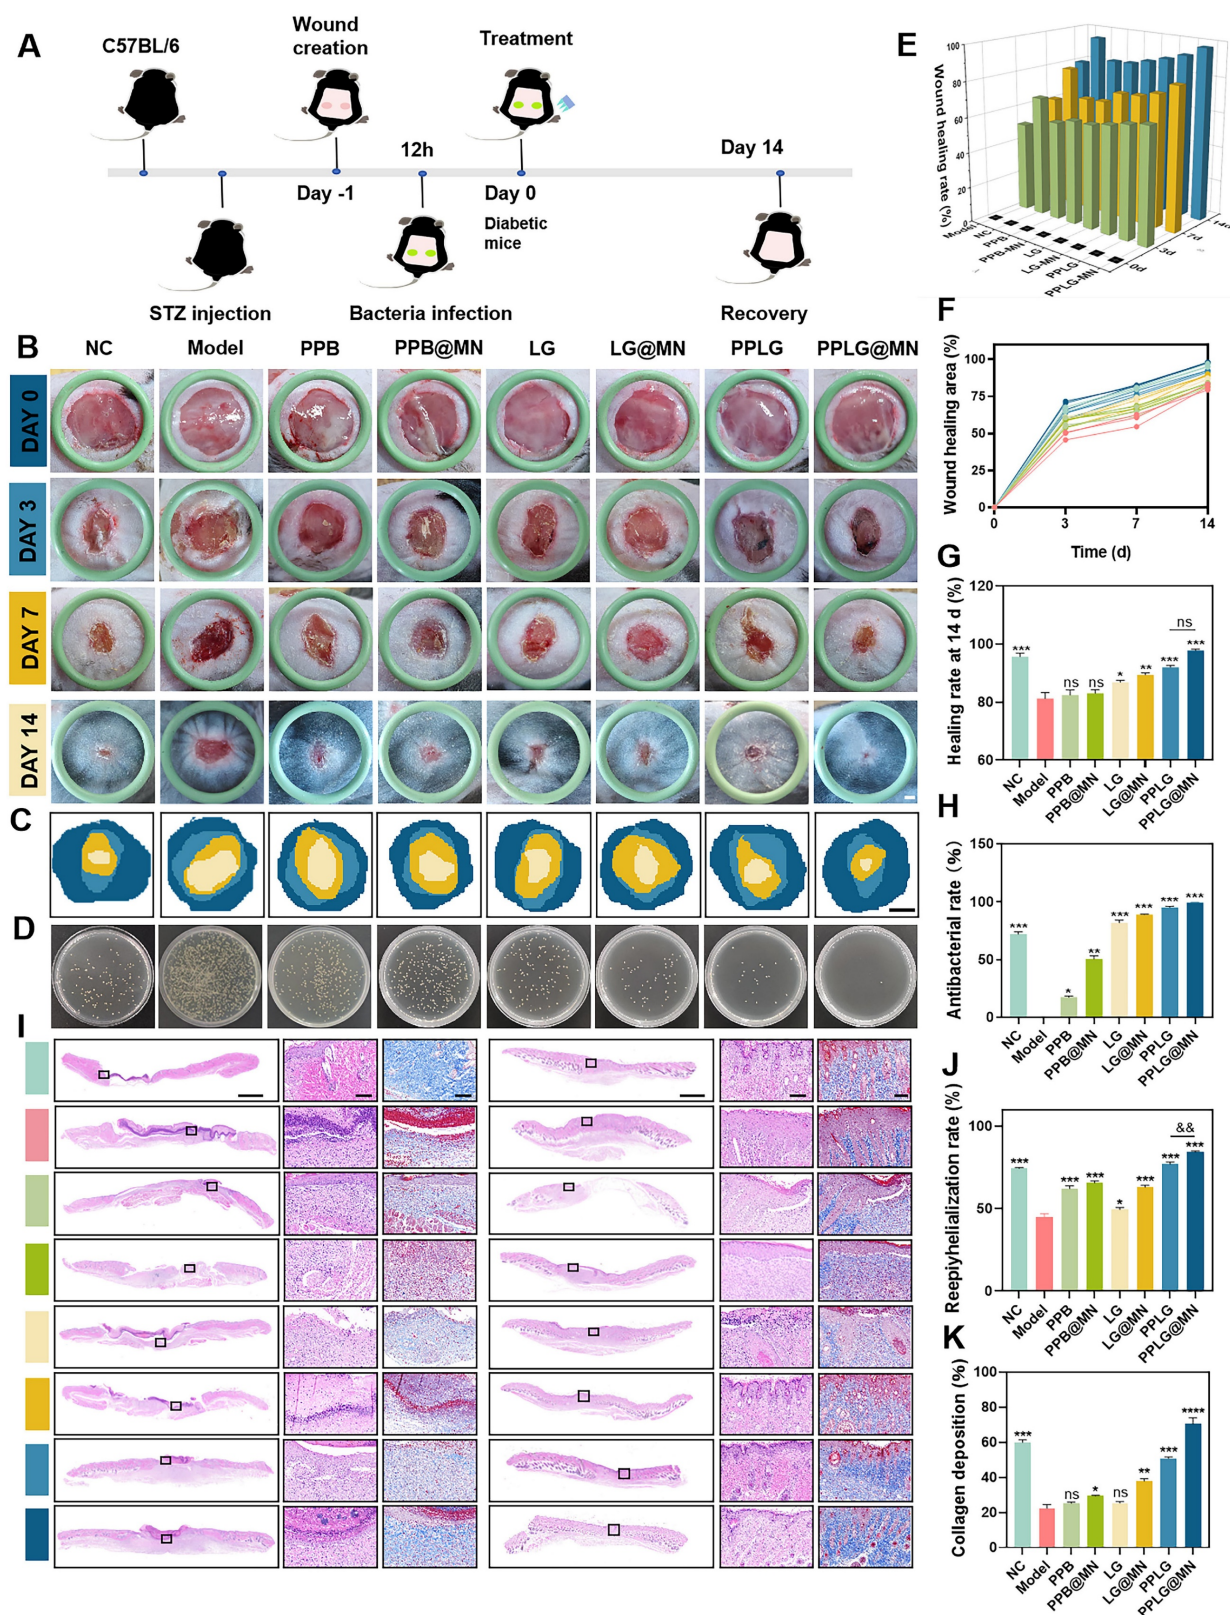 A
C57BL/6
Wound
creation
Treatment
12h
Day 14
Day -1
Day 0
Diabetic
mice
STZ injection
Bacteria infection
Recovery
B
NC
Model
PPB
PPB@MN
LG
LG@MN
PPLG
PPLG@MN
DAY 0
DAY 3
DAY 7
DAY 14
C
D
I
E
Wound healing rate (%)
100
80
60
40
20
0
Model
NC
PPB
PPB-MN
LG
LG-MN
PPLG
PPLG-MN
0d
3d
7d
14d
F
Wound healing area (%)
100
75
50
25
0
0
3
7
14
Time (d)
G
Healing rate at 14 d (%)
120
100
80
60
***
ns
ns
*
**
***
ns
***
NC
Model
PPB
PPB@MN
LG
LG@MN
PPLG
PPLG@MN
H
Antibacterial rate (%)
150
100
50
0
***
*
**
***
***
***
***
NC
Model
PPB
PPB@MN
LG
LG@MN
PPLG
PPLG@MN
J
Reepiyhelialization rate (%)
100
50
0
***
***
***
*
***
***
&&
***
NC
Model
PPB
PPB@MN
LG
LG@MN
PPLG
PPLG@MN
K
Collagen deposition (%)
100
80
60
40
20
0
***
ns
*
ns
**
***
****
NC
Model
PPB
PPB@MN
LG
LG@MN
PPLG
PPLG@MN